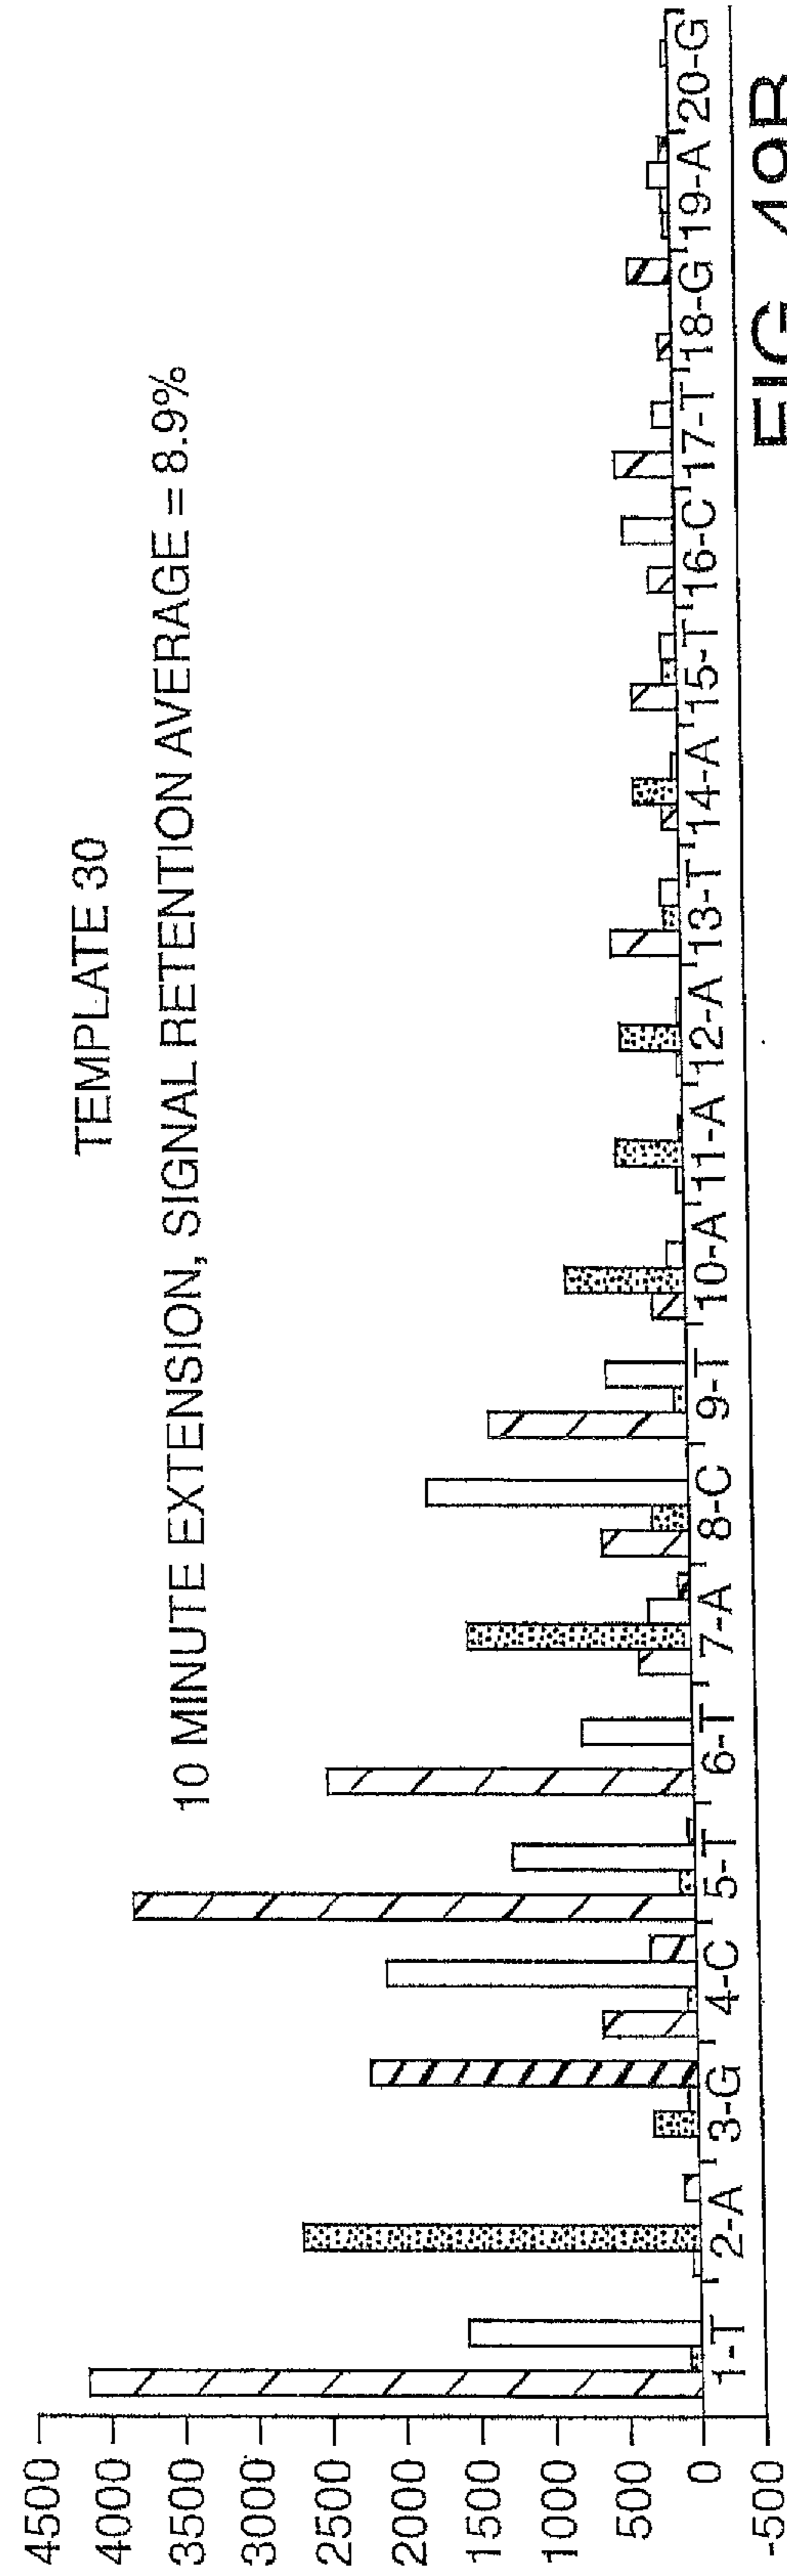 TEMPLATE 30
10 MINUTE EXTENSION, SIGNAL RETENTION AVERAGE = 8.9%
4500
4000
3500
3000
2500
2000
1500
1000
500
0
-500
1-T 2-A 3-G 4-C 5-T 6-T 7-A 8-C 9-T 10-A 11-A 12-A 13-T 14-A 15-T 16-C 17-T 18-G 19-A 20-G
FIG. 49B